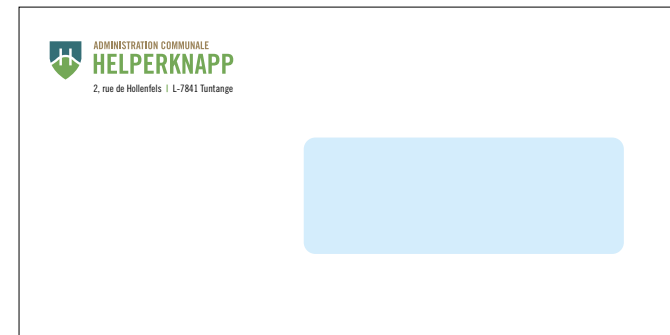 ADMINISTRATION COMMUNALE
HELPERKNAPP
2, rue de Hollenfels | L-7841 Tuntange